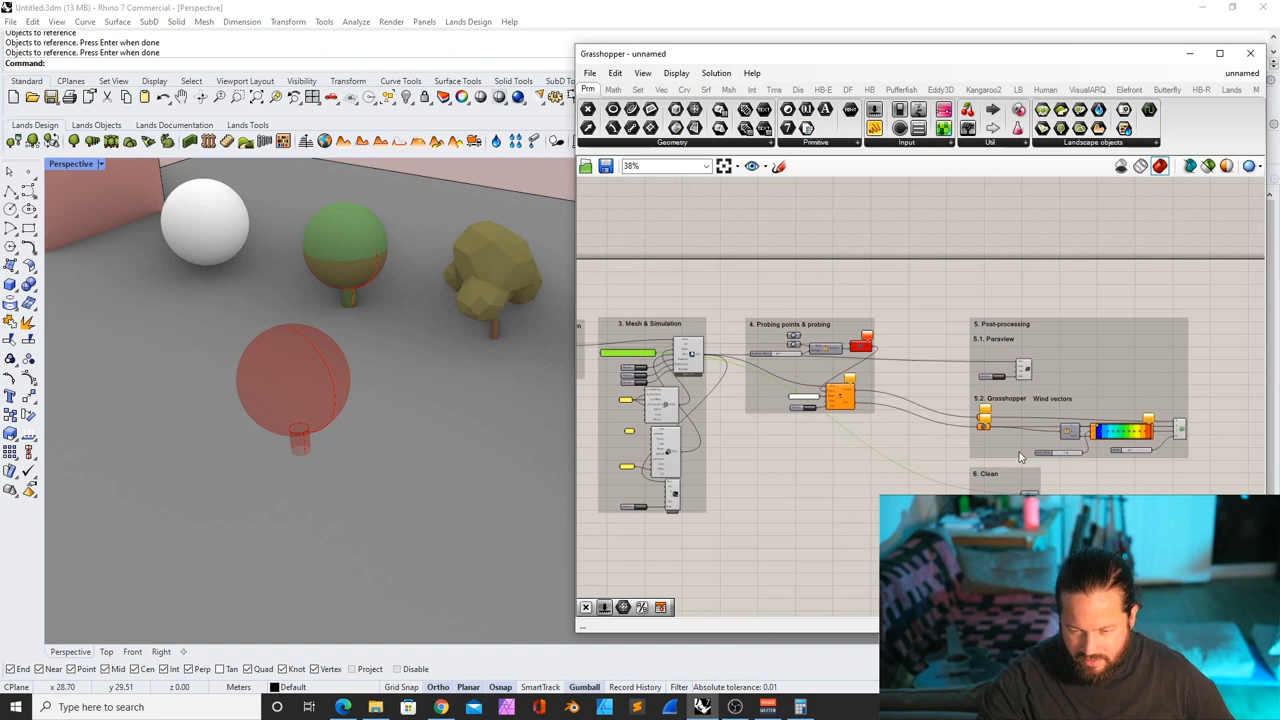 Untitled.3dm (13 MB) - Rhino 7 Commercial - [Perspective]
File Edit View Curve Surface SubD Solid Mesh Dimension Transform Tools Analyze Render Panels Lands Design Help
Objects to reference
Objects to reference. Press Enter when done
Objects to reference. Press Enter when done
Command:
Standard CPlanes Set View Display Select Viewport Layout Visibility Transform Curve Tools Surface Tools Solid Tools SubD To
Lands Design Lands Objects Lands Documentation Lands Tools
Perspective
Grasshopper - unnamed
File Edit View Display Solution Help unnamed
Prm Math Set Vec Crv Srf Msh Int Trns Dis HB-E DF HB Pufferfish Eddy3D Kangaroo2 LB Human VisualARQ Elefront Butterfly HB-R Lands M
Geometry Primitive Input Util Landscape objects
38%
3. Mesh & Simulation
4. Probing points & probing
5. Post-processing
5.1. Paraview
5.2. Grasshopper Wind vectors
6. Clean
Perspective Top Front Right
End Near Point Mid Cen Int Perp Tan Quad Knot Vertex Project Disable
CPlane x 28.70 y 29.51 z 0.00 Meters Default Grid Snap Ortho Planar Osnap SmartTrack Gumball Record History Filter Absolute tolerance: 0.01
Type here to search